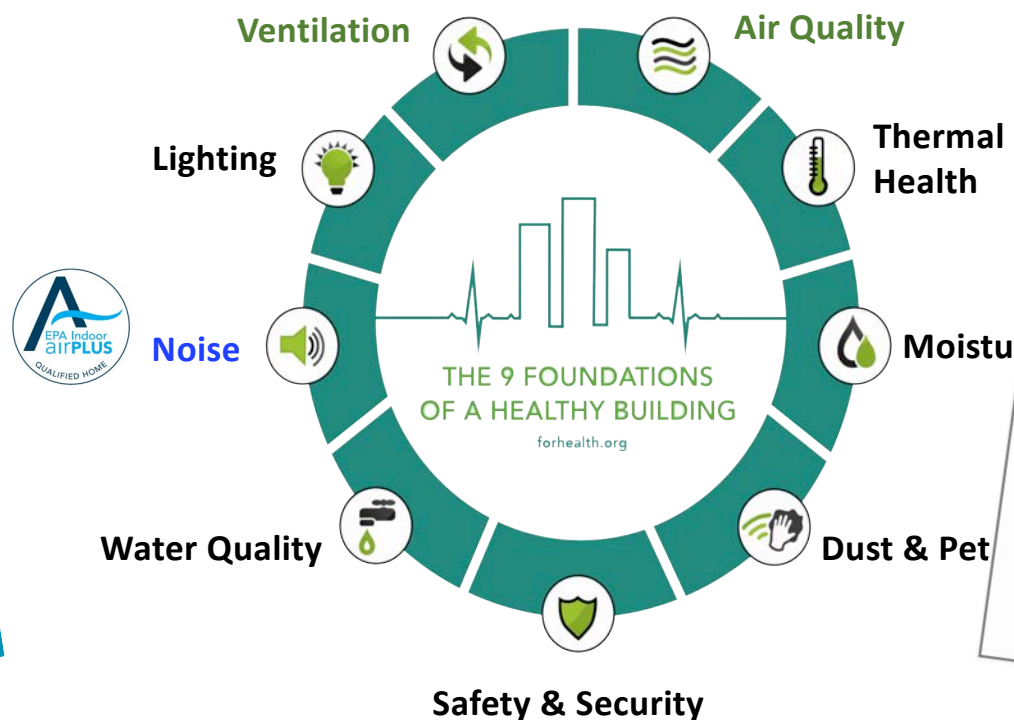 Ventilation
Air Quality
Lighting
Thermal
Health
EPA Indoor
airPLUS
QUALIFIED HOME
Noise
Moistu
THE 9 FOUNDATIONS
OF A HEALTHY BUILDING
forhealth.org
Water Quality
Dust & Pet
Safety & Security